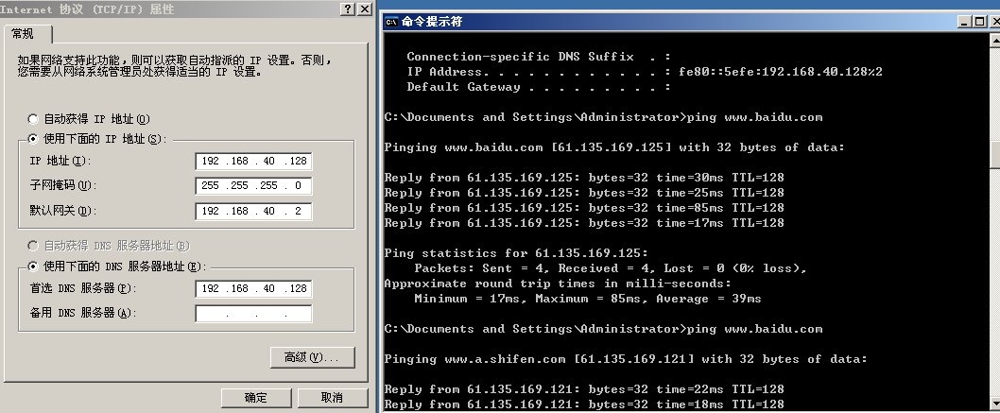 Internet 协议 (TCP/IP) 属性
常规
如果网络支持此功能，则可以获取自动指派的 IP 设置。否则，
您需要从网络系统管理员处获得适当的 IP 设置。
自动获得 IP 地址(O)
使用下面的 IP 地址(S):
IP 地址(I):
192 .168 . 40 .128
子网掩码(U):
255 .255 .255 . 0
默认网关(D):
192 .168 . 40 . 2
自动获得 DNS 服务器地址(B)
使用下面的 DNS 服务器地址(E):
首选 DNS 服务器(P):
192 .168 . 40 .128
备用 DNS 服务器(A):
. . .
高级(V)...
确定
取消
命令提示符
Connection-specific DNS Suffix  . :
IP Address. . . . . . . . . . . . : fe80::5efe:192.168.40.128%2
Default Gateway . . . . . . . . . :
C:\Documents and Settings\Administrator>ping www.baidu.com
Pinging www.baidu.com [61.135.169.125] with 32 bytes of data:
Reply from 61.135.169.125: bytes=32 time=30ms TTL=128
Reply from 61.135.169.125: bytes=32 time=25ms TTL=128
Reply from 61.135.169.125: bytes=32 time=85ms TTL=128
Reply from 61.135.169.125: bytes=32 time=17ms TTL=128
Ping statistics for 61.135.169.125:
Packets: Sent = 4, Received = 4, Lost = 0 (0% loss),
Approximate round trip times in milli-seconds:
Minimum = 17ms, Maximum = 85ms, Average = 39ms
C:\Documents and Settings\Administrator>ping www.baidu.com
Pinging www.a.shifen.com [61.135.169.121] with 32 bytes of data:
Reply from 61.135.169.121: bytes=32 time=22ms TTL=128
Reply from 61.135.169.121: bytes=32 time=18ms TTL=128